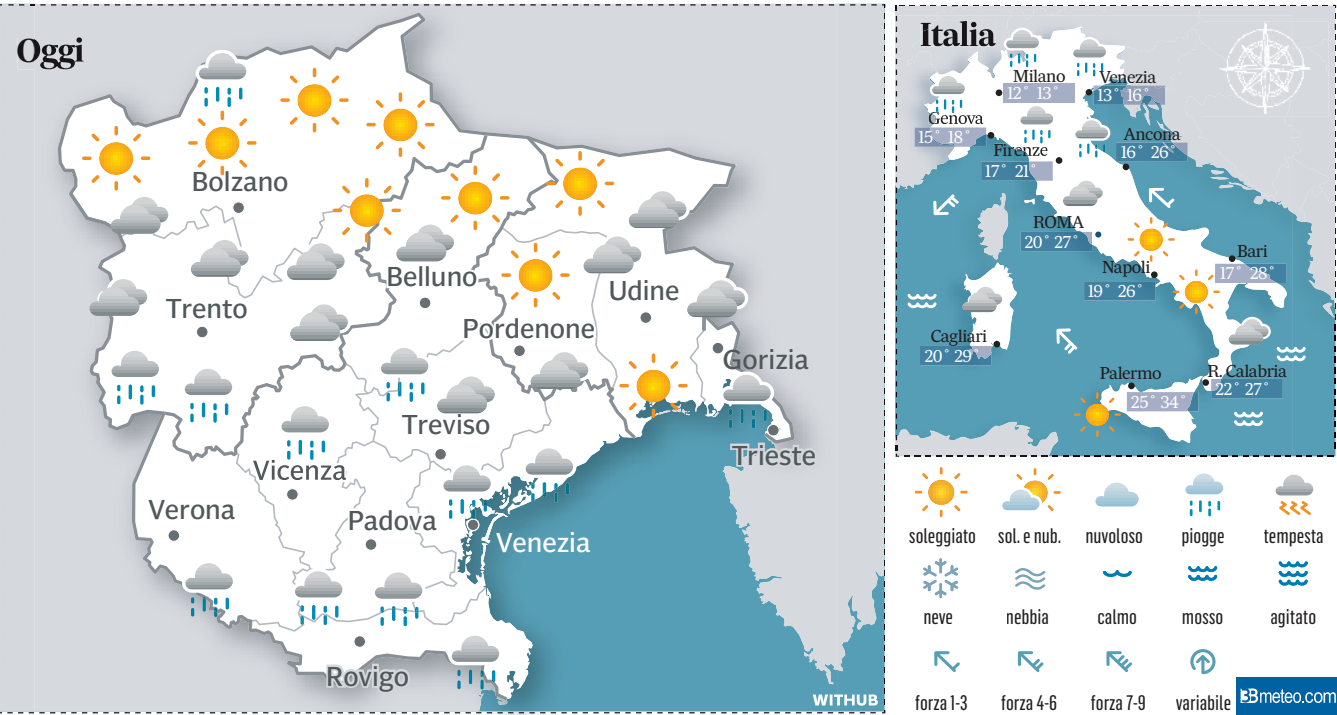 Oggi
Bolzano
Trento
Belluno
Udine
Pordenone
Gorizia
Treviso
Trieste
Vicenza
Verona
Padova
Venezia
Rovigo
WITHUB
Italia
Milano
12° 13°
Venezia
13° 16°
Genova
15° 18°
Ancona
16° 26°
Firenze
17° 21°
ROMA
20° 27°
Bari
17° 28°
Napoli
19° 26°
Cagliari
20° 29°
Palermo
25° 34°
R. Calabria
22° 27°
soleggiato
sol. e nub.
nuvoloso
piogge
tempesta
neve
nebbia
calmo
mosso
agitato
forza 1-3
forza 4-6
forza 7-9
variabile
3Bmeteo.com